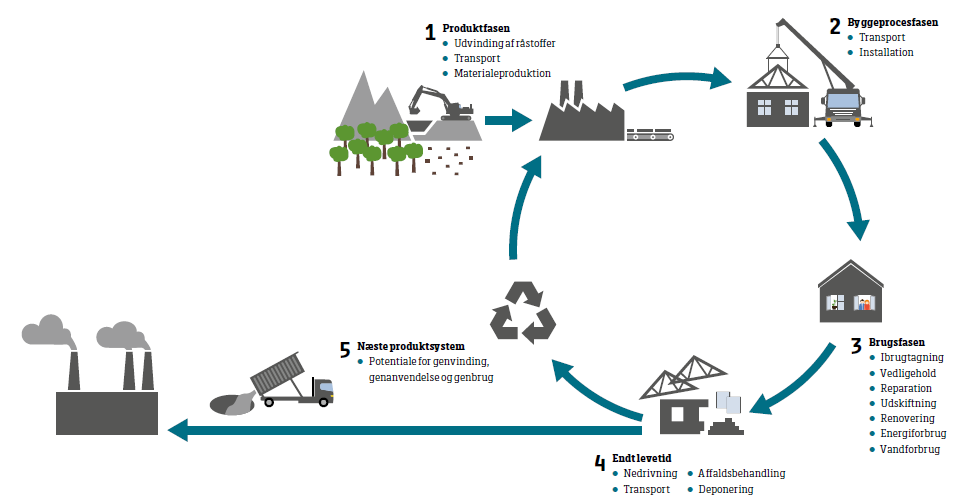 1 Produktfasen
• Udvinding af råstoffer
• Transport
• Materialeproduktion
2 Byggeprocesfasen
• Transport
• Installation
3 Brugsfasen
• Ibrugtagning
• Vedligehold
• Reparation
• Udskiftning
• Renovering
• Energiforbrug
• Vandforbrug
4 Endt levetid
• Nedrivning • Affaldsbehandling
• Transport • Deponering
5 Næste produktsystem
• Potentiale for genvinding,
genanvendelse og genbrug